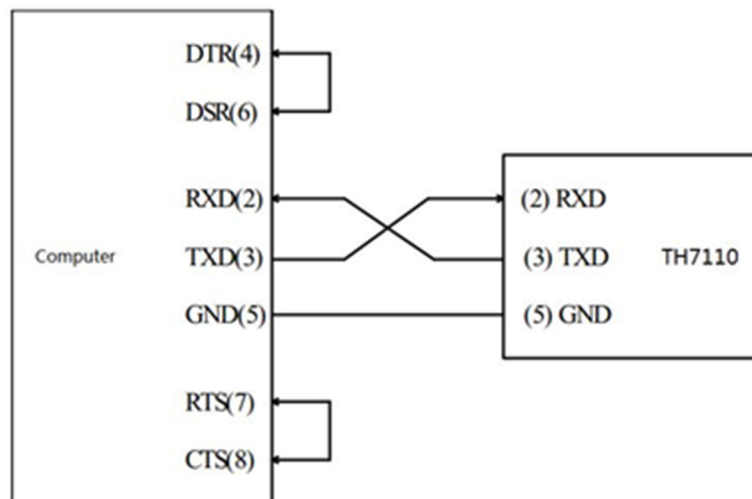 DTR(4)
DSR(6)
RXD(2)
(2) RXD
Computer
TXD(3)
(3) TXD
TH7110
GND(5)
(5) GND
RTS(7)
CTS(8)